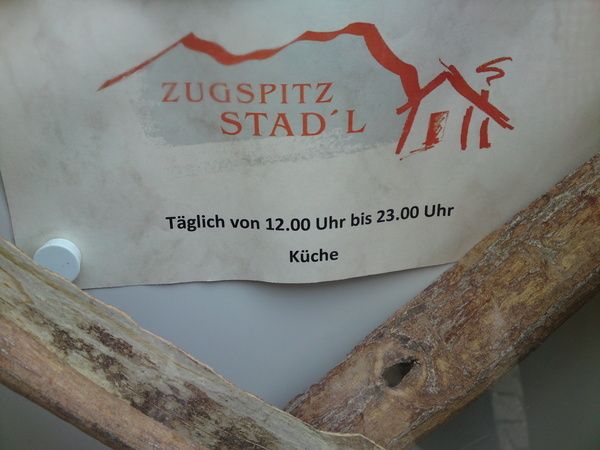 ZUGSPITZ
STAD´L
Täglich von 12.00 Uhr bis 23.00 Uhr
Küche